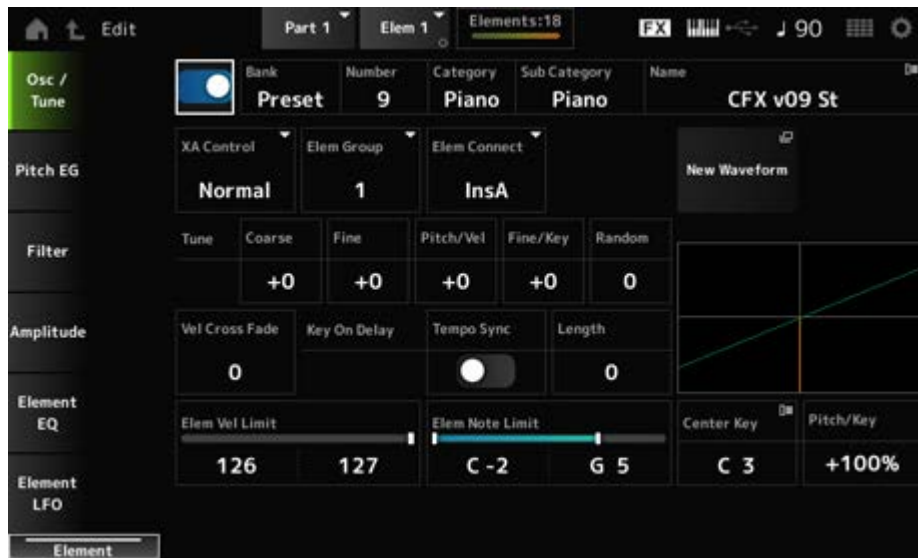 Edit Part 1 Elem 1 Elements:18 FX 90
Osc / Tune
Bank Number Category Sub Category Name
Preset 9 Piano Piano CFX v09 St
Pitch EG
XA Control Elem Group Elem Connect New Waveform
Normal 1 InsA
Filter
Tune Coarse Fine Pitch/Vel Fine/Key Random
+0 +0 +0 +0 0
Amplitude
Vel Cross Fade Key On Delay Tempo Sync Length
0 0
Element EQ
Elem Vel Limit Elem Note Limit Center Key Pitch/Key
126 127 C -2 G 5 C 3 +100%
Element LFO
Element